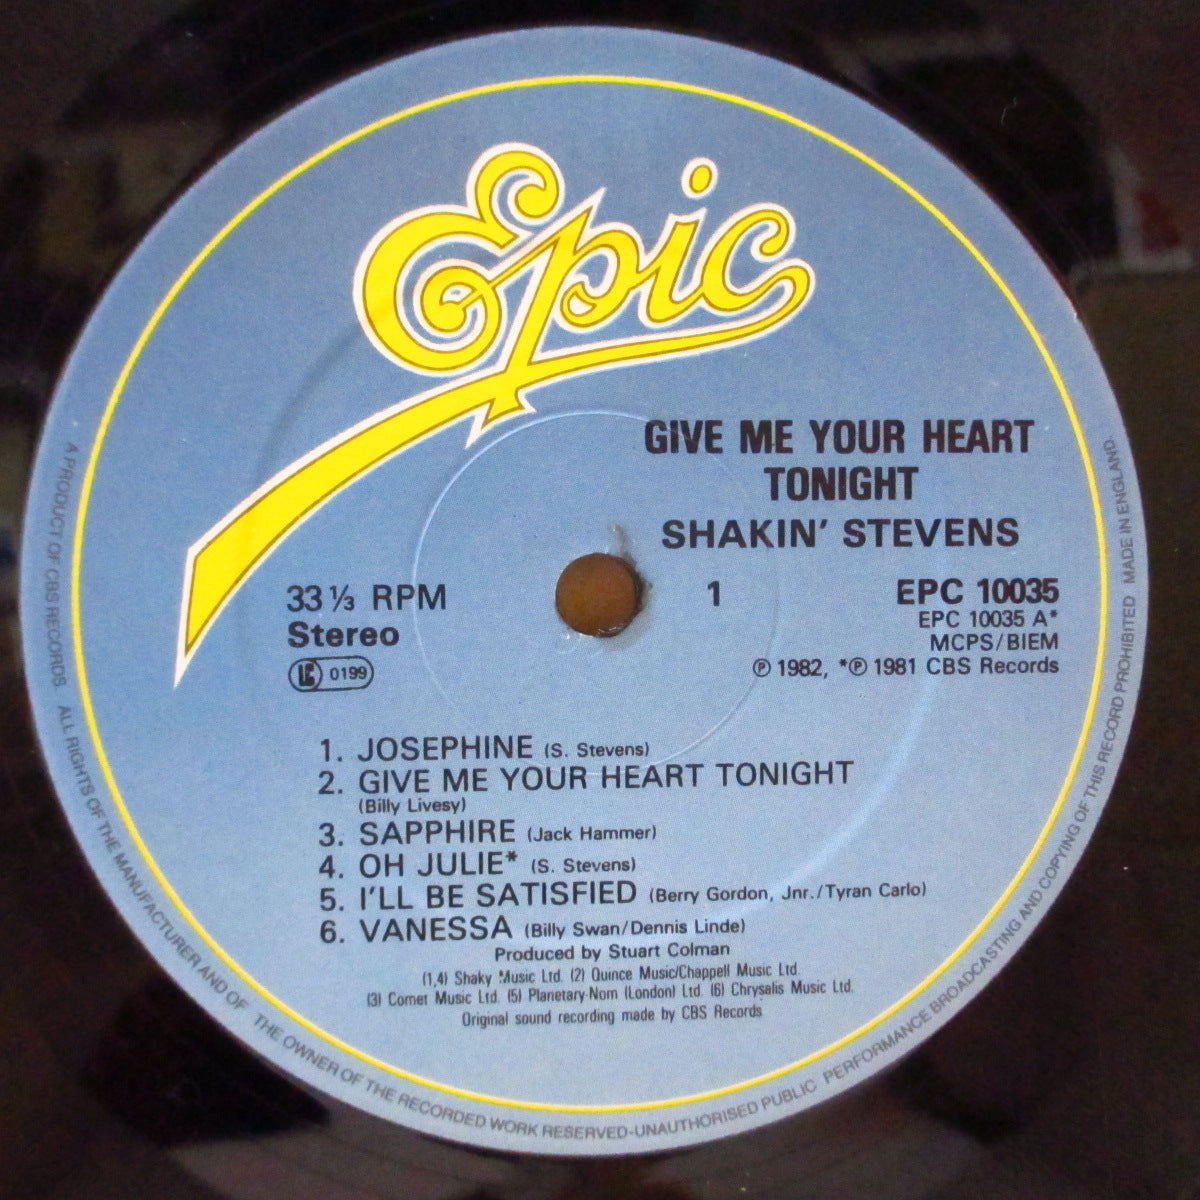 Epic
GIVE ME YOUR HEART
TONIGHT
SHAKIN' STEVENS
33 ⅓ RPM
Stereo
LC 0199
1
EPC 10035
EPC 10035 A*
MCPS/BIEM
℗ 1982, *℗ 1981 CBS Records
1. JOSEPHINE (S. Stevens)
2. GIVE ME YOUR HEART TONIGHT
(Billy Livesy)
3. SAPPHIRE (Jack Hammer)
4. OH JULIE* (S. Stevens)
5. I'LL BE SATISFIED (Berry Gordon, Jnr./Tyran Carlo)
6. VANESSA (Billy Swan/Dennis Linde)
Produced by Stuart Colman
(1,4) Shaky Music Ltd. (2) Quince Music/Chappell Music Ltd.
(3) Comet Music Ltd. (5) Planetary-Nom (London) Ltd. (6) Chrysalis Music Ltd.
Original sound recording made by CBS Records
A PRODUCT OF CBS RECORDS ALL RIGHTS OF THE MANUFACTURER AND OF THE OWNER OF THE RECORDED WORK RESERVED-UNAUTHORISED PUBLIC PERFORMANCE BROADCASTING AND COPYING OF THIS RECORD PROHIBITED MADE IN ENGLAND.